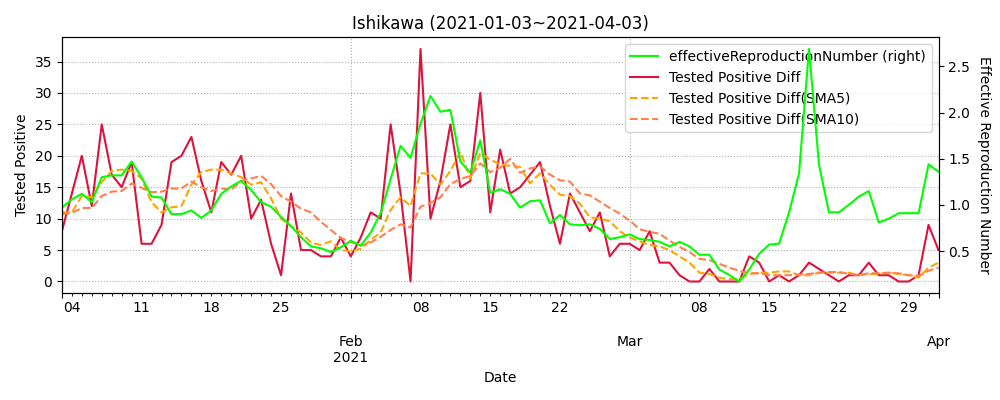 Ishikawa (2021-01-03~2021-04-03)
effectiveReproductionNumber (right)
Tested Positive Diff
Tested Positive Diff(SMA5)
Tested Positive Diff(SMA10)
Tested Positive
35
30
25
20
15
10
5
0
2.5
2.0
1.5
1.0
0.5
Effective Reproduction Number
04 11 18 25 08 15 22 08 15 22 29
Feb Mar Apr
2021
Date